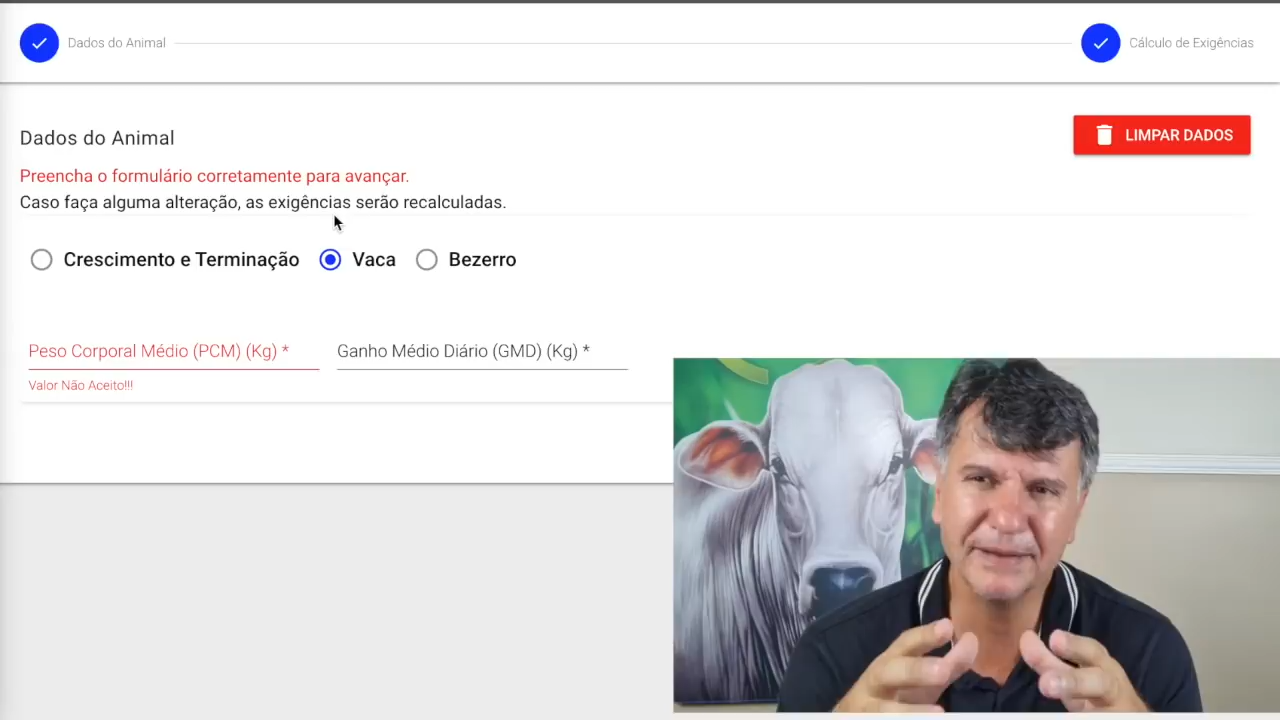 Dados do Animal
Cálculo de Exigências
Dados do Animal
LIMPAR DADOS
Preencha o formulário corretamente para avançar.
Caso faça alguma alteração, as exigências serão recalculadas.
Crescimento e Terminação
Vaca
Bezerro
Peso Corporal Médio (PCM) (Kg) *
Ganho Médio Diário (GMD) (Kg) *
Valor Não Aceito!!!